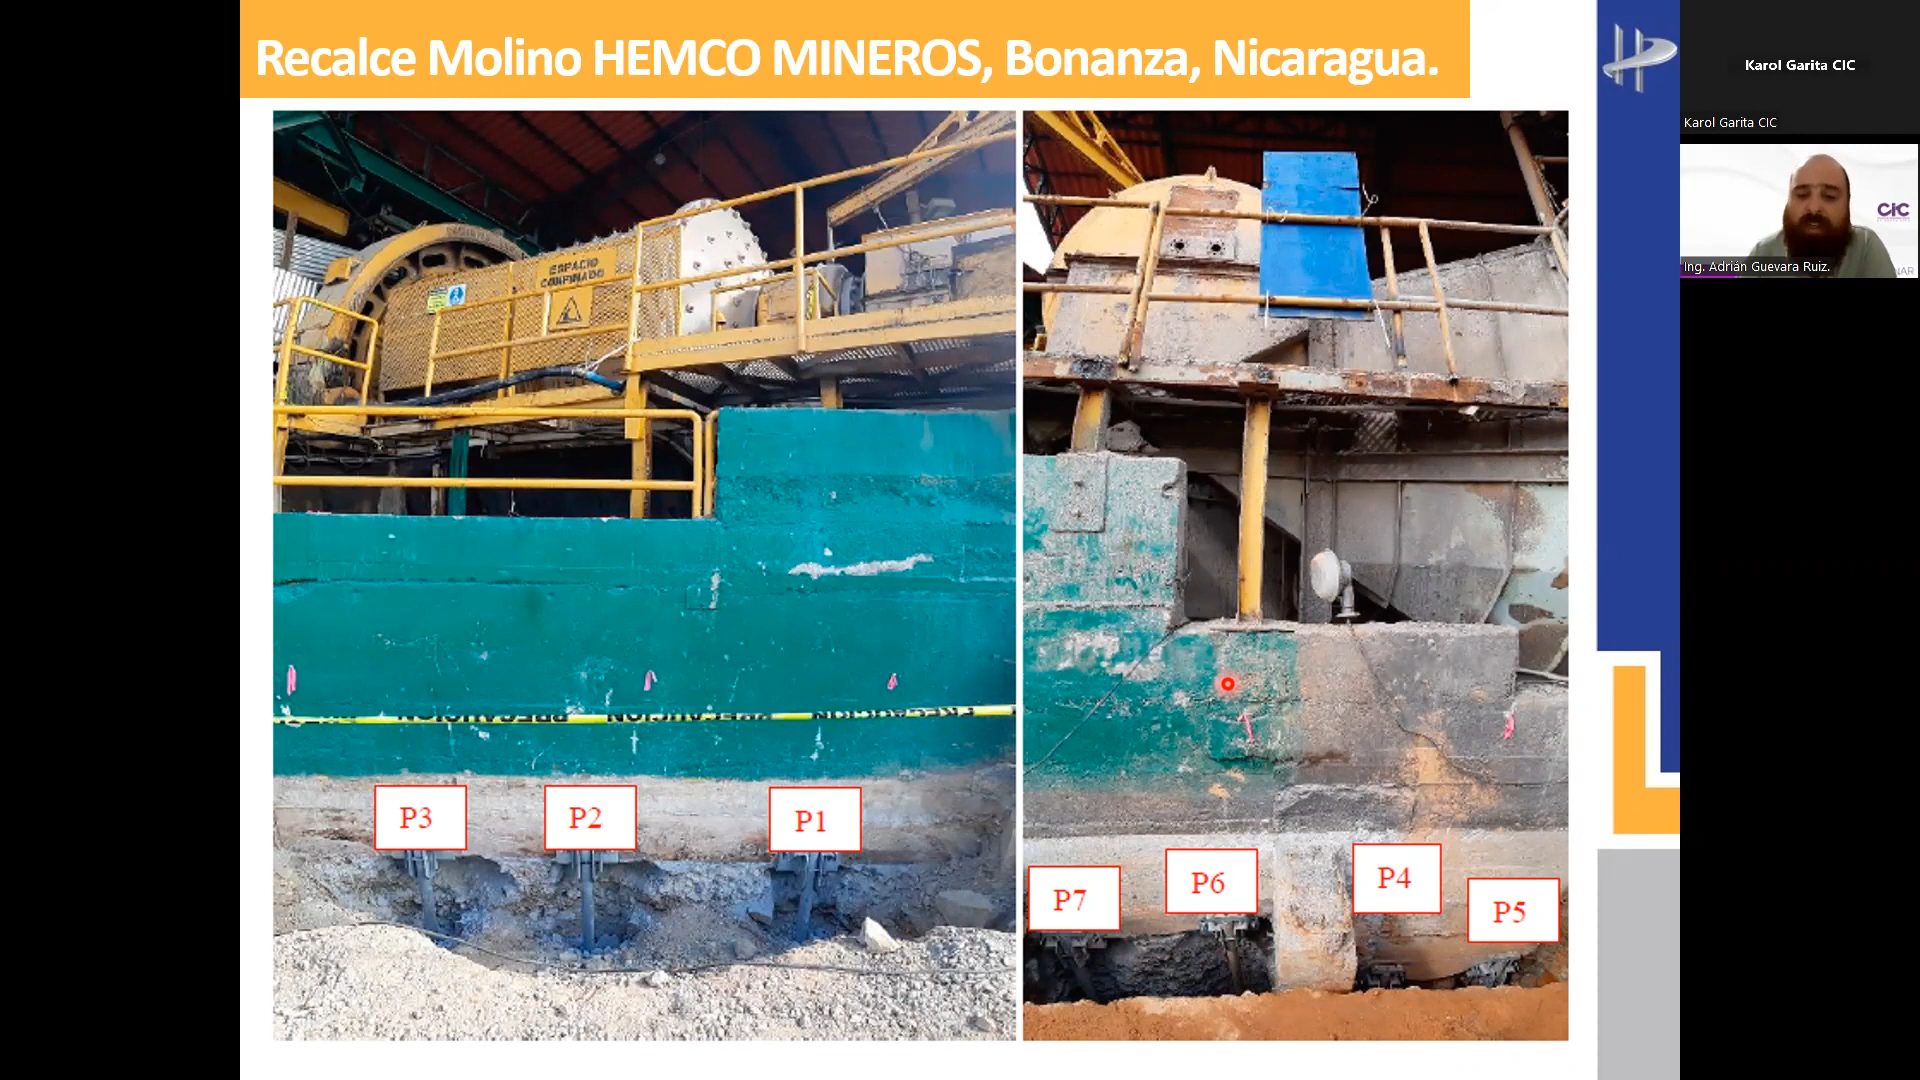 Recalce Molino HEMCO MINEROS, Bonanza, Nicaragua.
Karol Garita CIC
Karol Garita CIC
CIC
Ing. Adrián Guevara Ruiz.
ESPACIO
CONFINADO
PRECAUCION
P3
P2
P1
P7
P6
P4
P5